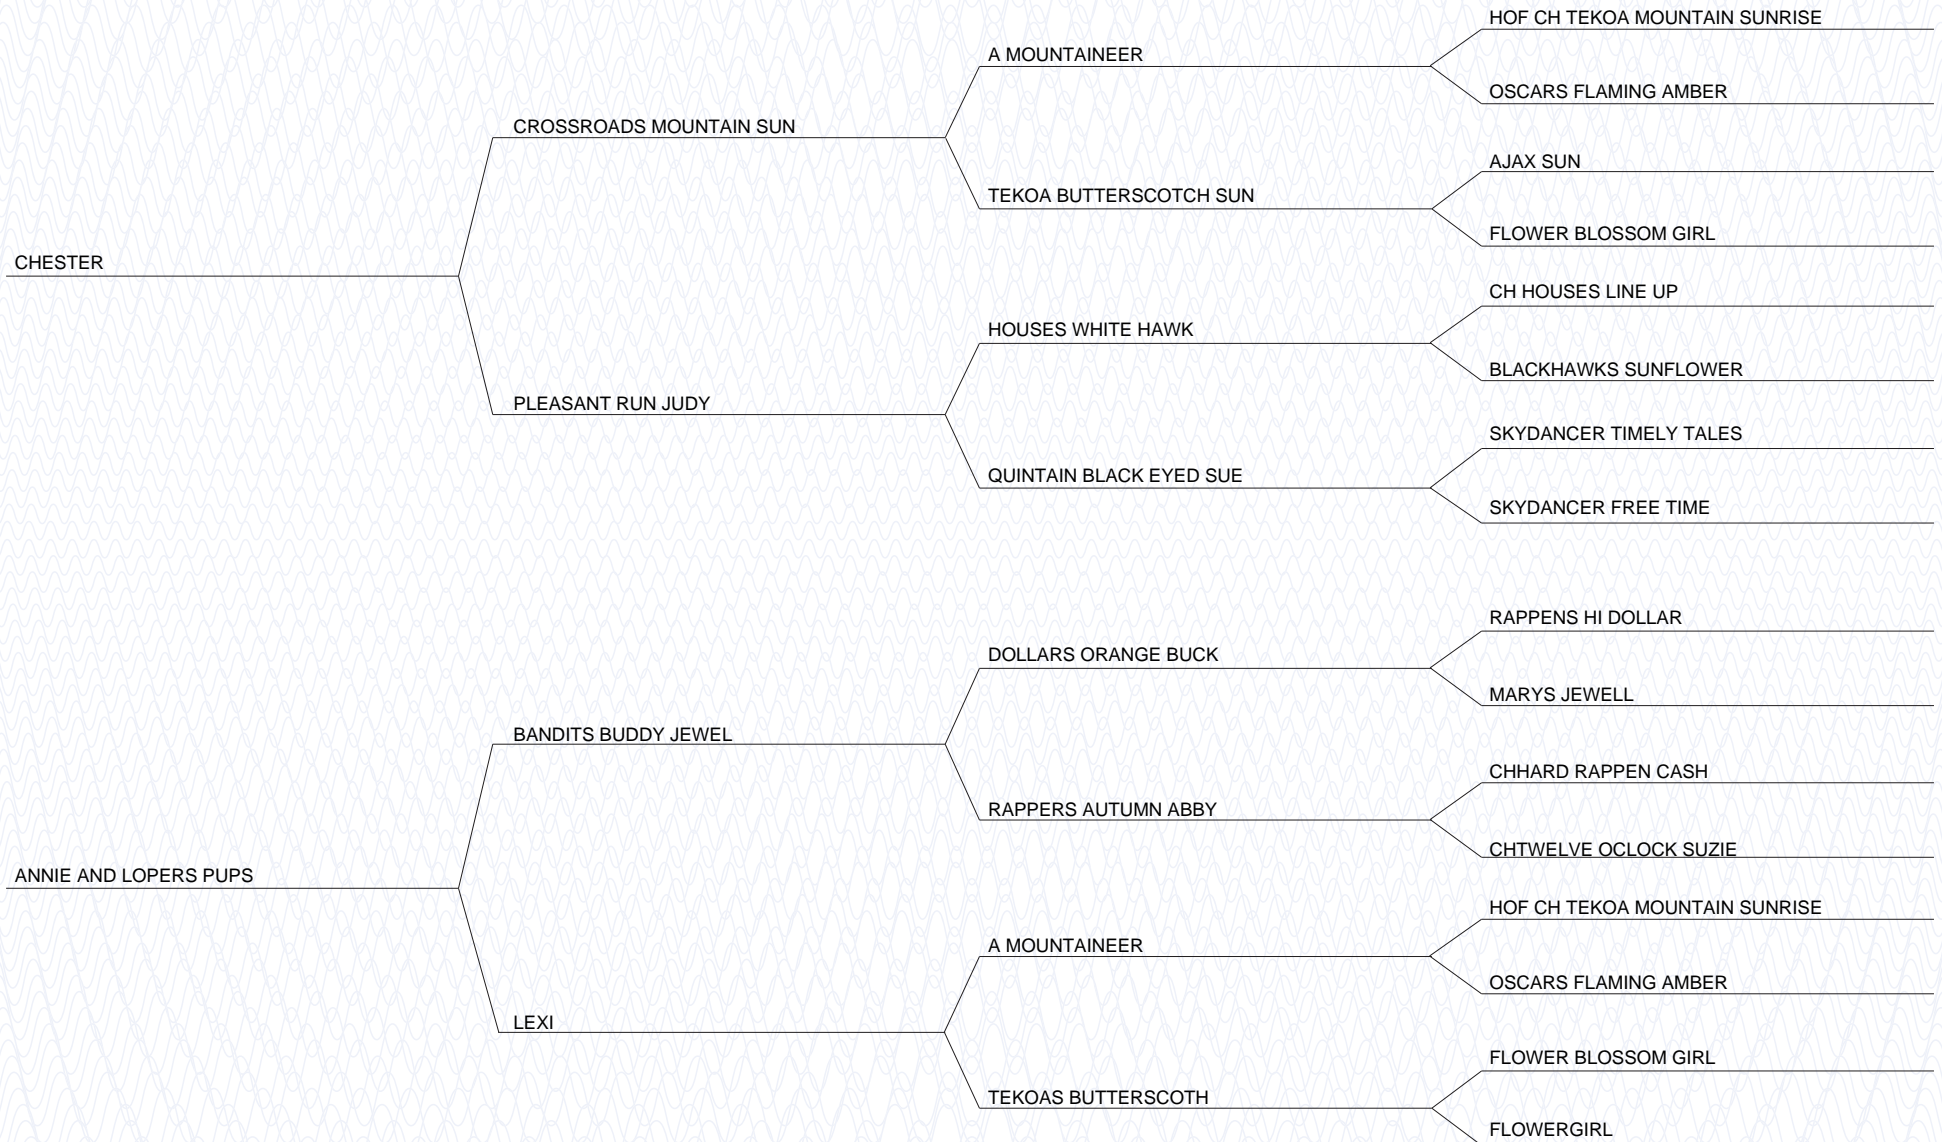 HOF CH TEKOA MOUNTAIN SUNRISE
A MOUNTAINEER
OSCARS FLAMING AMBER
CROSSROADS MOUNTAIN SUN
AJAX SUN
TEKOA BUTTERSCOTCH SUN
FLOWER BLOSSOM GIRL
CHESTER
CH HOUSES LINE UP
HOUSES WHITE HAWK
BLACKHAWKS SUNFLOWER
PLEASANT RUN JUDY
SKYDANCER TIMELY TALES
QUINTAIN BLACK EYED SUE
SKYDANCER FREE TIME
RAPPENS HI DOLLAR
DOLLARS ORANGE BUCK
MARYS JEWELL
BANDITS BUDDY JEWEL
CHHARD RAPPEN CASH
RAPPERS AUTUMN ABBY
CHTWELVE OCLOCK SUZIE
ANNIE AND LOPERS PUPS
HOF CH TEKOA MOUNTAIN SUNRISE
A MOUNTAINEER
OSCARS FLAMING AMBER
LEXI
FLOWER BLOSSOM GIRL
TEKOAS BUTTERSCOTH
FLOWERGIRL